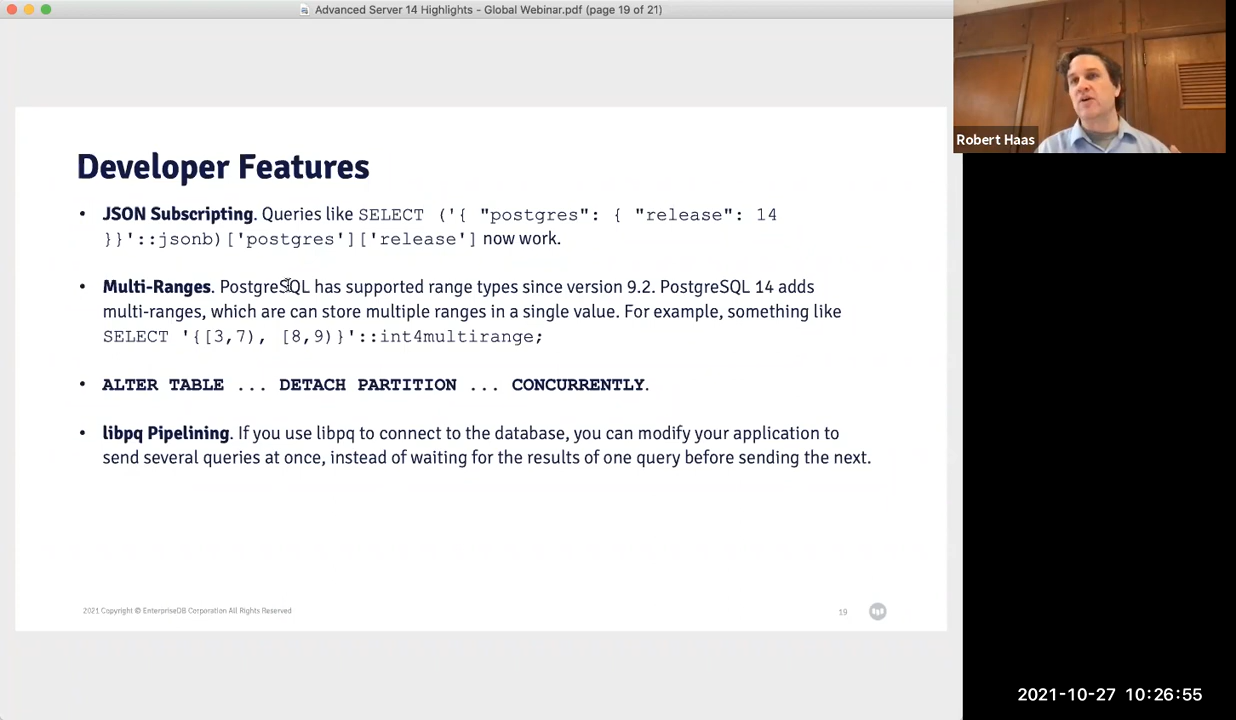 Advanced Server 14 Highlights - Global Webinar.pdf (page 19 of 21)
Robert Haas
Developer Features
• JSON Subscripting. Queries like SELECT ('{ "postgres": { "release": 14
}}'::jsonb)['postgres']['release'] now work.
• Multi-Ranges. PostgreSQL has supported range types since version 9.2. PostgreSQL 14 adds
multi-ranges, which are can store multiple ranges in a single value. For example, something like
SELECT '{[3,7), [8,9)}'::int4multirange;
• ALTER TABLE ... DETACH PARTITION ... CONCURRENTLY.
• libpq Pipelining. If you use libpq to connect to the database, you can modify your application to
send several queries at once, instead of waiting for the results of one query before sending the next.
2021 Copyright © EnterpriseDB Corporation All Rights Reserved
19
2021-10-27 10:26:55